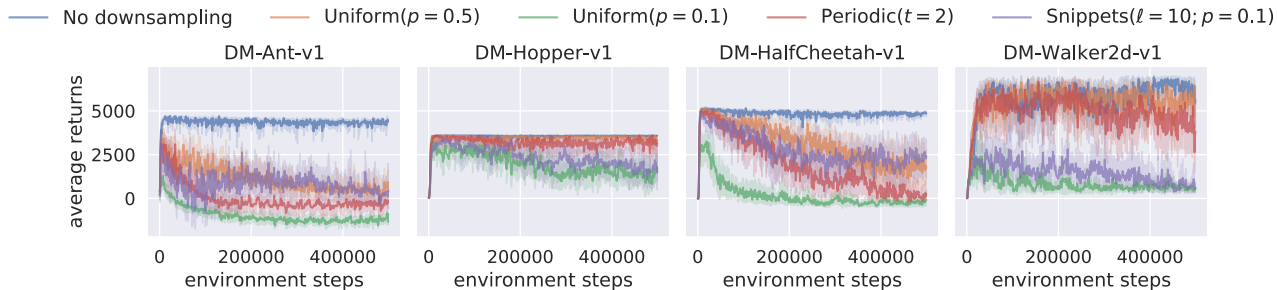 No downsampling Uniform(p = 0.5) Uniform(p = 0.1) Periodic(t = 2) Snippets(ℓ = 10; p = 0.1)
DM-Ant-v1 DM-Hopper-v1 DM-HalfCheetah-v1 DM-Walker2d-v1
average returns
5000
2500
0
0 200000 400000 0 200000 400000 0 200000 400000 0 200000 400000
environment steps environment steps environment steps environment steps